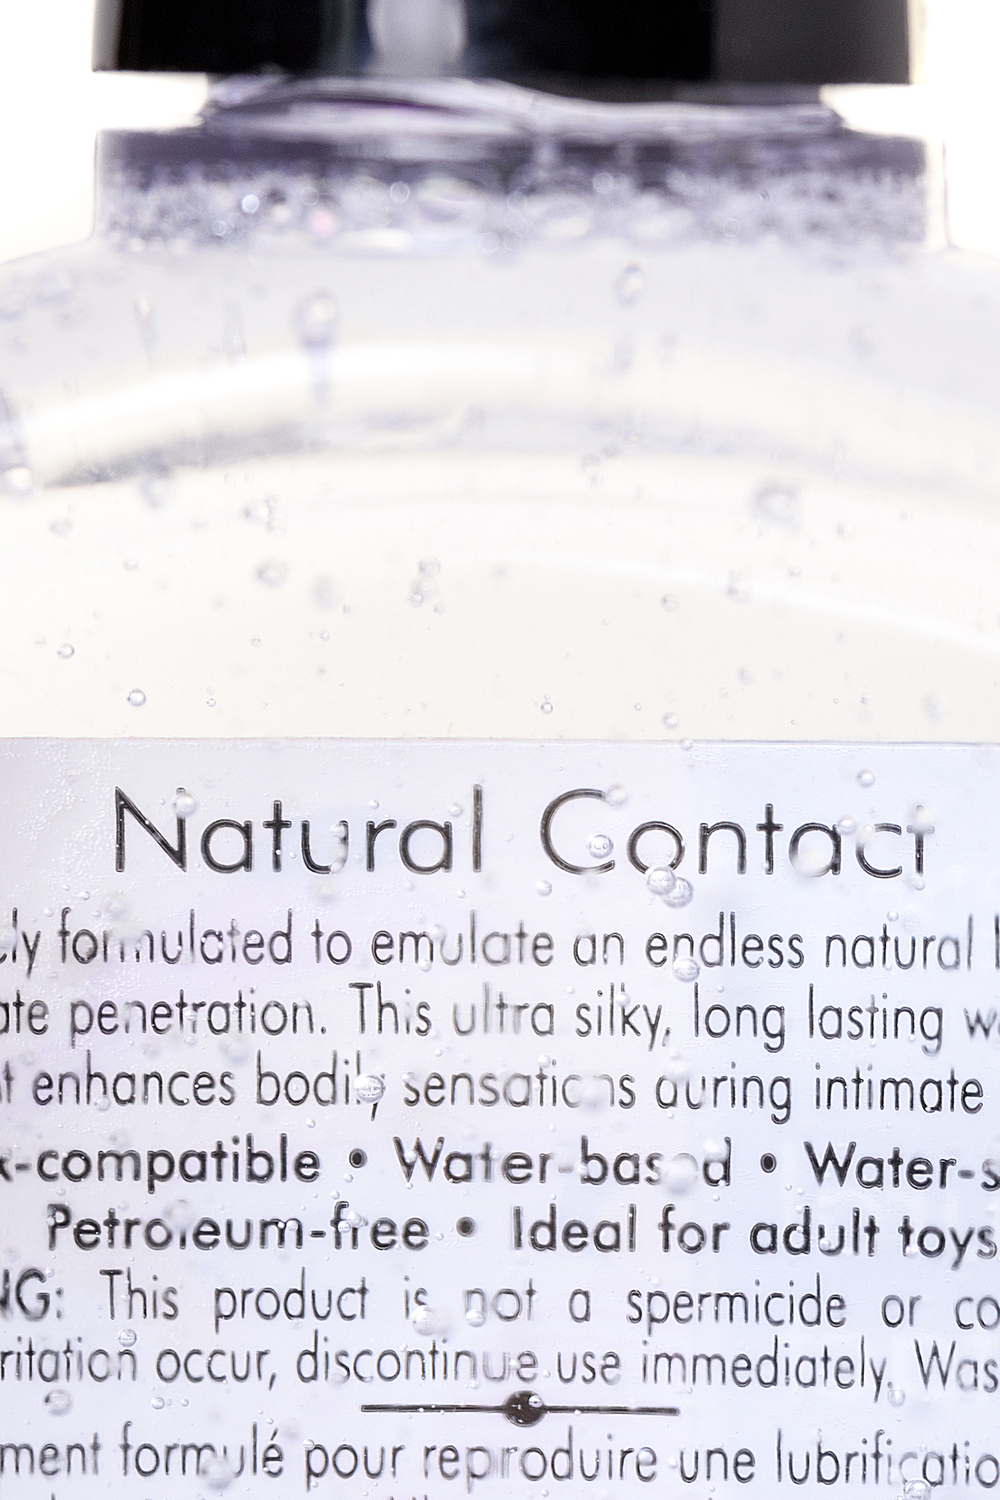 Natural Contact
ly formulated to emulate an endless natural l
ate penetration. This ultra silky, long lasting w
t enhances bodily sensations during intimate
x-compatible • Water-based • Water-s
Petroleum-free • Ideal for adult toys
NG: This product is not a spermicide or co
ritation occur, discontinue use immediately. Was
ment formulé pour reproduire une lubrificatio